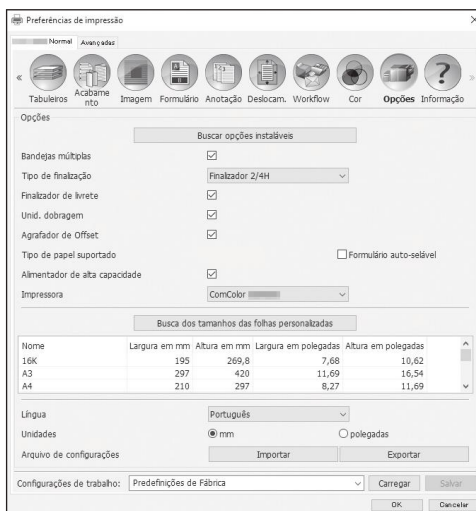 Preferências de impressão
Normal Avançadas
Tabuleiros Acabame nto Imagem Formulário Anotação Deslocam. Workflow Cor Opções Informação
Opções
Buscar opções instaláveis
Bandejas múltiplas
Tipo de finalização Finalizador 2/4H
Finalizador de livrete
Unid. dobragem
Agrafador de Offset
Tipo de papel suportado Formulário auto-selável
Alimentador de alta capacidade
Impressora ComColor
Busca dos tamanhos das folhas personalizadas
Nome Largura em mm Altura em mm Largura em polegadas Altura em polegadas
16K 195 269,8 7,68 10,62
A3 297 420 11,69 16,54
A4 210 297 8,27 11,69
Língua Português
Unidades mm polegadas
Arquivo de configurações Importar Exportar
Configurações de trabalho: Predefinições de Fábrica Carregar Salvar
OK Cancelar